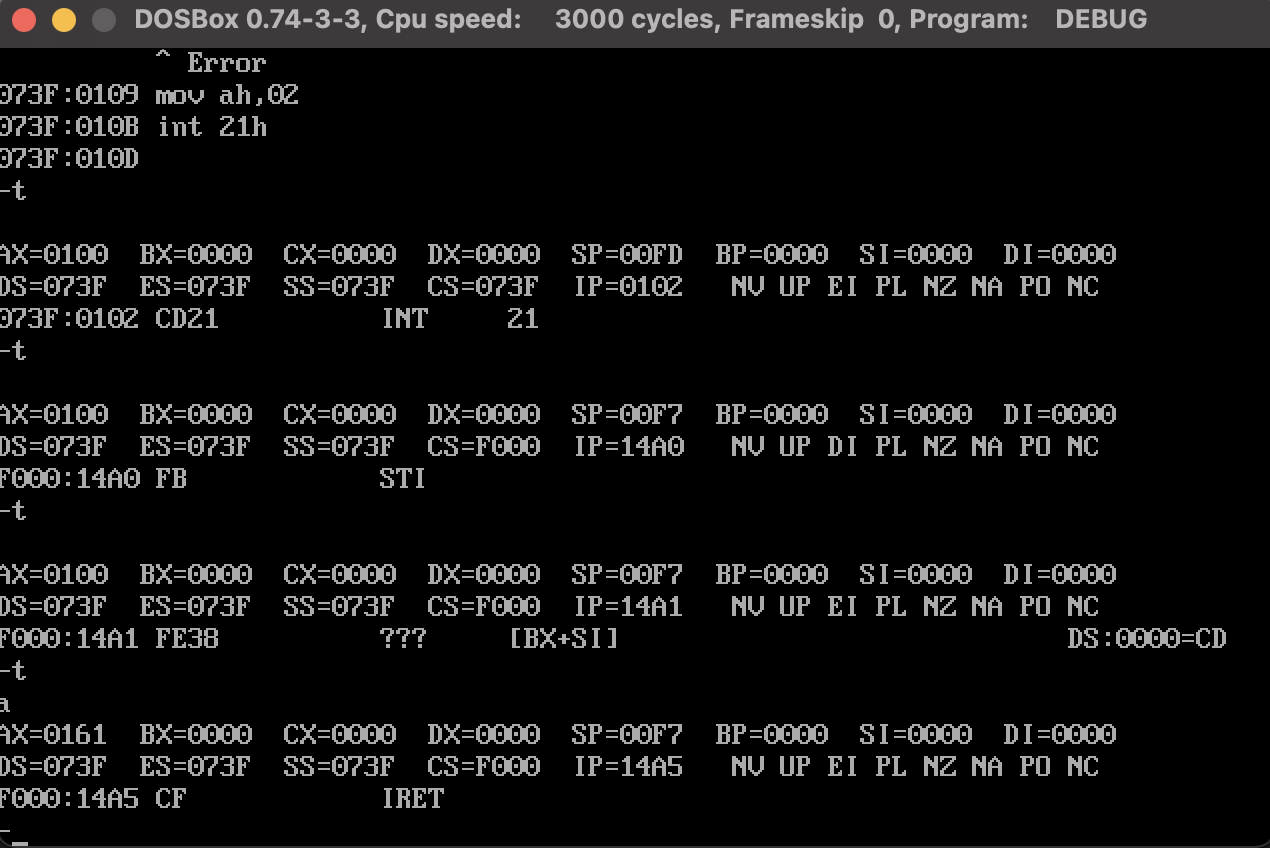 DOSBox 0.74-3-3, Cpu speed: 3000 cycles, Frameskip 0, Program: DEBUG
^ Error
073F:0109 mov ah,02
073F:010B int 21h
073F:010D
-t
AX=0100 BX=0000 CX=0000 DX=0000 SP=00FD BP=0000 SI=0000 DI=0000
DS=073F ES=073F SS=073F CS=073F IP=0102 NV UP EI PL NZ NA PO NC
073F:0102 CD21 INT 21
-t
AX=0100 BX=0000 CX=0000 DX=0000 SP=00F7 BP=0000 SI=0000 DI=0000
DS=073F ES=073F SS=073F CS=F000 IP=14A0 NV UP DI PL NZ NA PO NC
F000:14A0 FB STI
-t
AX=0100 BX=0000 CX=0000 DX=0000 SP=00F7 BP=0000 SI=0000 DI=0000
DS=073F ES=073F SS=073F CS=F000 IP=14A1 NV UP EI PL NZ NA PO NC
F000:14A1 FE38 ??? [BX+SI] DS:0000=CD
-t
a
AX=0161 BX=0000 CX=0000 DX=0000 SP=00F7 BP=0000 SI=0000 DI=0000
DS=073F ES=073F SS=073F CS=F000 IP=14A5 NV UP EI PL NZ NA PO NC
F000:14A5 CF IRET
-_